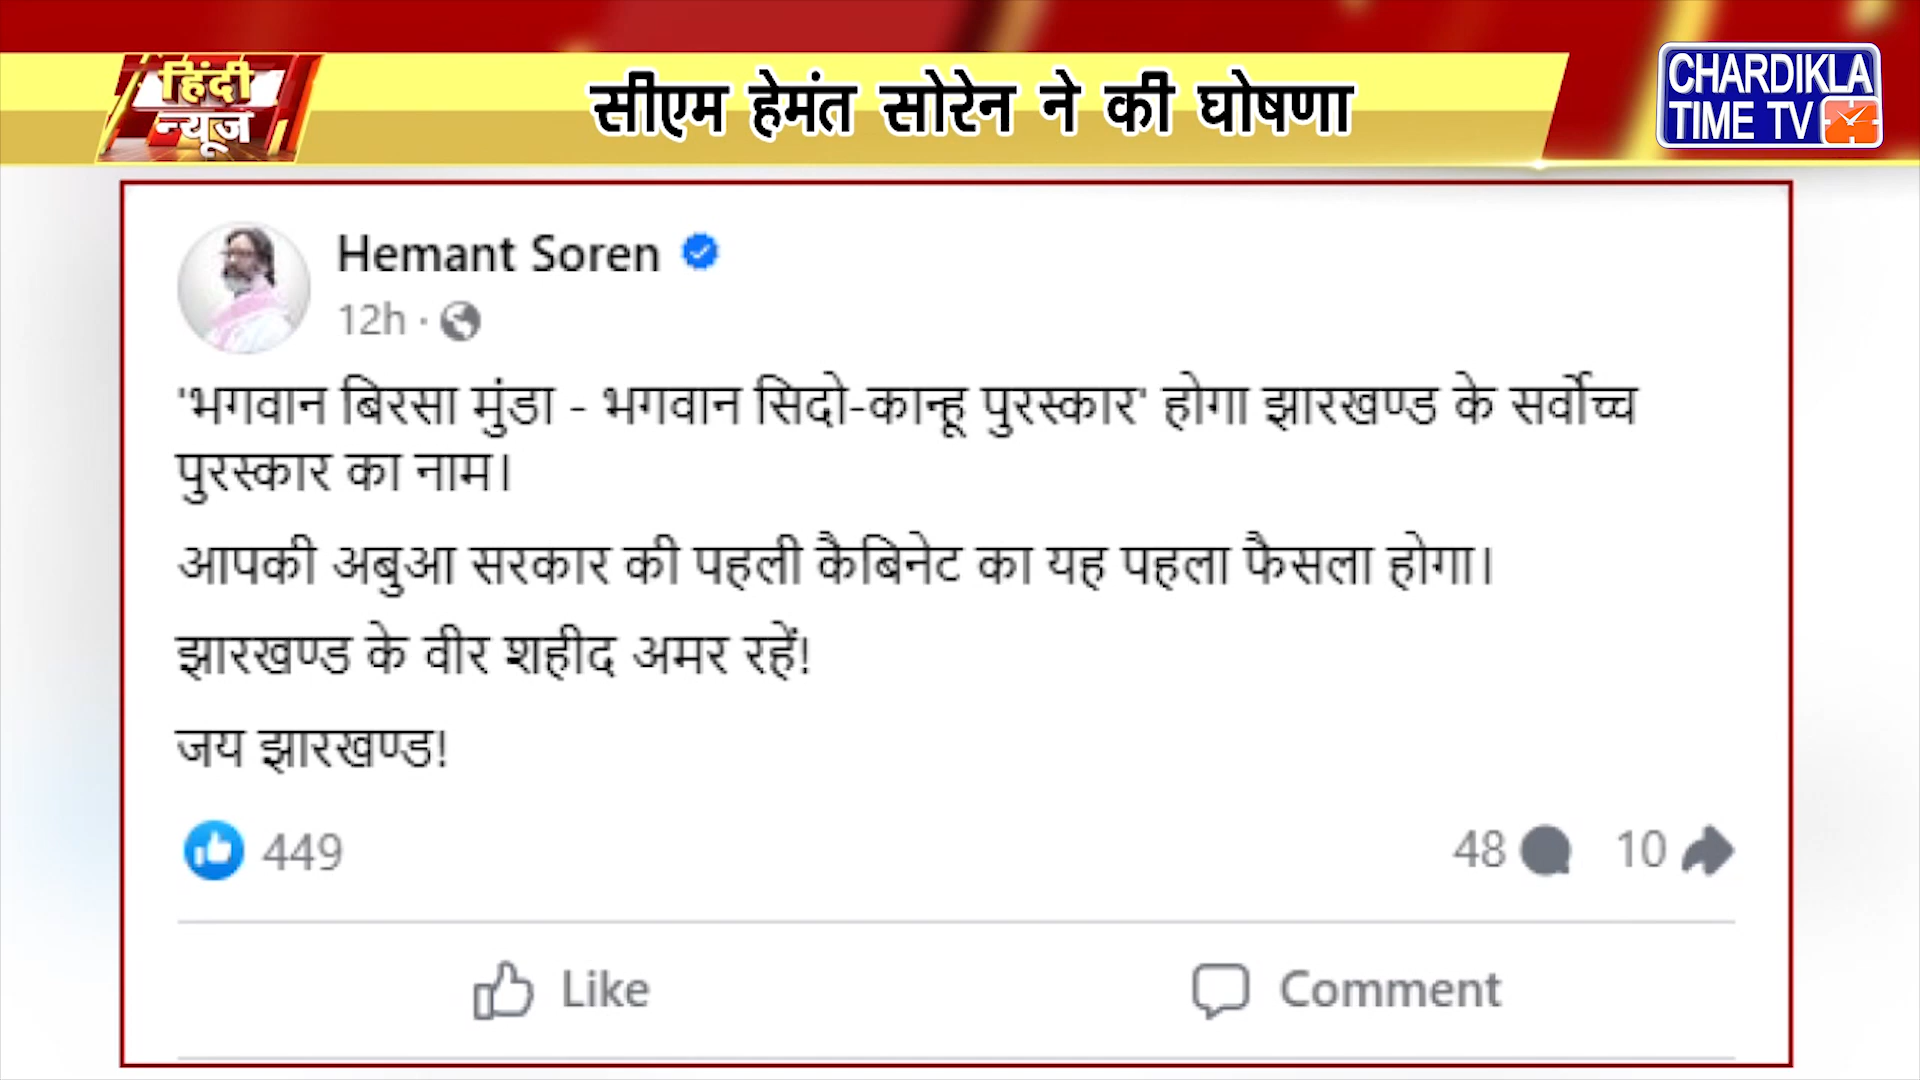 हिंदी
न्यूज
सीएम हेमंत सोरेन ने की घोषणा
CHARDIKLA
TIME TV
Hemant Soren
12h ·
'भगवान बिरसा मुंडा - भगवान सिदो-कान्हू पुरस्कार' होगा झारखण्ड के सर्वोच्च
पुरस्कार का नाम।
आपकी अबुआ सरकार की पहली कैबिनेट का यह पहला फैसला होगा।
झारखण्ड के वीर शहीद अमर रहें!
जय झारखण्ड!
449
48 10
Like Comment